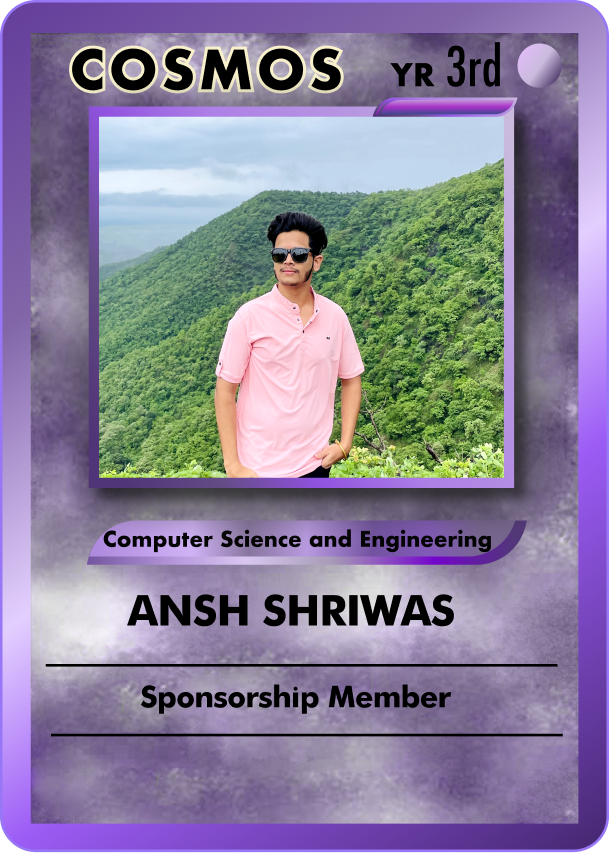 COSMOS YR 3rd
Computer Science and Engineering
ANSH SHRIWAS
Sponsorship Member